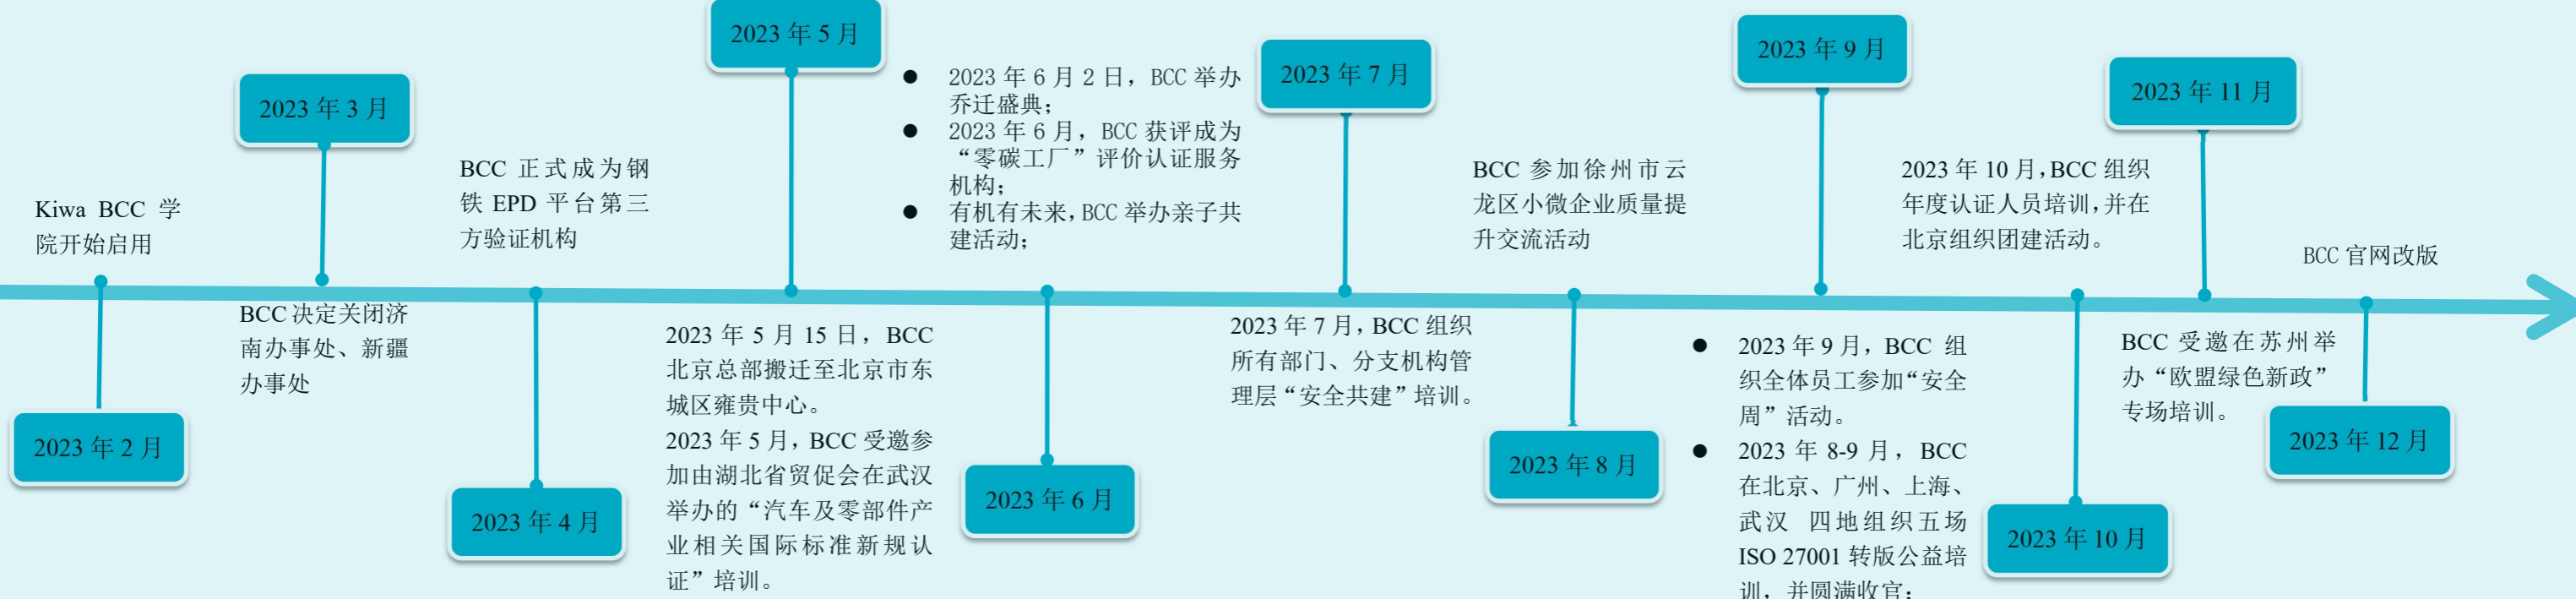 Kiwa BCC 学
院开始启用
2023 年 2 月
2023 年 3 月
BCC 决定关闭济
南办事处、新疆
办事处
BCC 正式成为钢
铁 EPD 平台第三
方验证机构
2023 年 4 月
2023 年 5 月
2023 年 5 月 15 日，BCC
北京总部搬迁至北京市东
城区雍贵中心。
2023 年 5 月，BCC 受邀参
加由湖北省贸促会在武汉
举办的“汽车及零部件产
业相关国际标准新规认
证”培训。
● 2023 年 6 月 2 日，BCC 举办
乔迁盛典；
● 2023 年 6 月，BCC 获评成为
“零碳工厂”评价认证服务
机构；
● 有机有未来，BCC 举办亲子共
建活动；
2023 年 6 月
2023 年 7 月
2023 年 7 月，BCC 组织
所有部门、分支机构管
理层“安全共建”培训。
BCC 参加徐州市云
龙区小微企业质量提
升交流活动
2023 年 8 月
2023 年 9 月
● 2023 年 9 月，BCC 组
织全体员工参加“安全
周”活动。
● 2023 年 8-9 月，BCC
在北京、广州、上海、
武汉 四地组织五场
ISO 27001 转版公益培
训，并圆满收官；
2023 年 10 月，BCC 组织
年度认证人员培训，并在
北京组织团建活动。
2023 年 10 月
2023 年 11 月
BCC 受邀在苏州举
办“欧盟绿色新政”
专场培训。
BCC 官网改版
2023 年 12 月